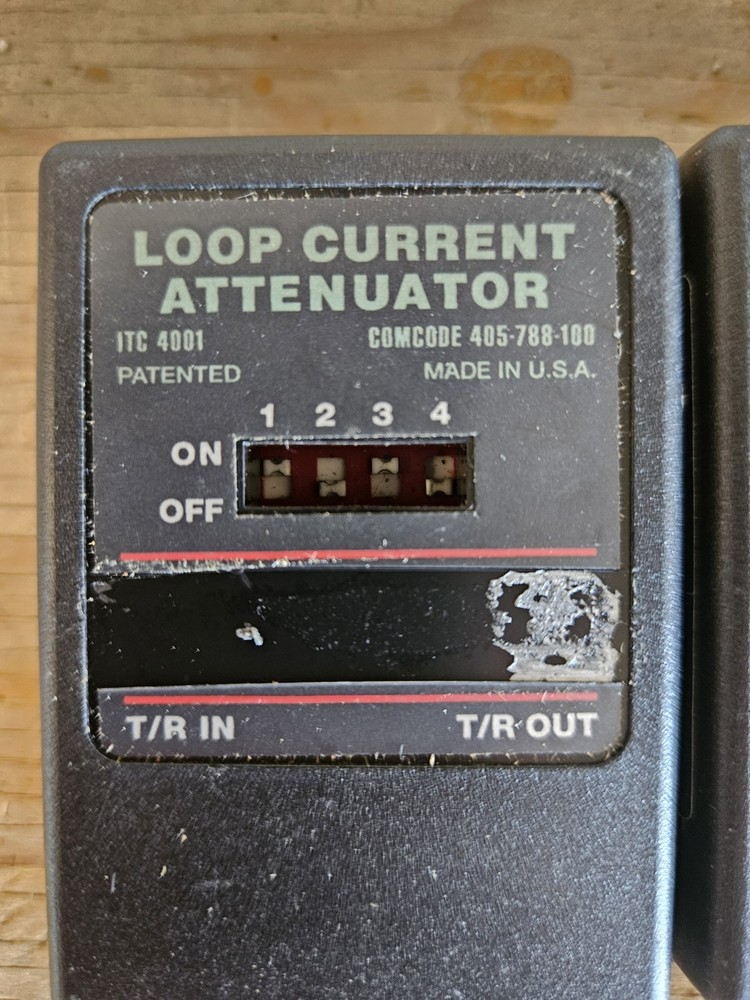 LOOP CURRENT
ATTENUATOR
ITC 4001 COMCODE 405-788-100
PATENTED MADE IN U.S.A.
1 2 3 4
ON
OFF
T/R IN T/R OUT